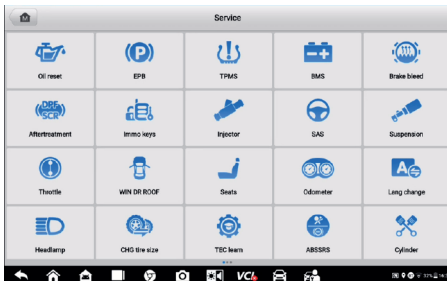 Service
Oil reset
EPB
TPMS
BMS
Brake bleed
DPF
SCR
Aftertreatment
Immo keys
Injector
SAS
Suspension
Throttle
WIN DR ROOF
Seats
Odometer
A
Lang change
Headlamp
CHG tire size
TEC learn
ABSSRS
Cylinder
VCI